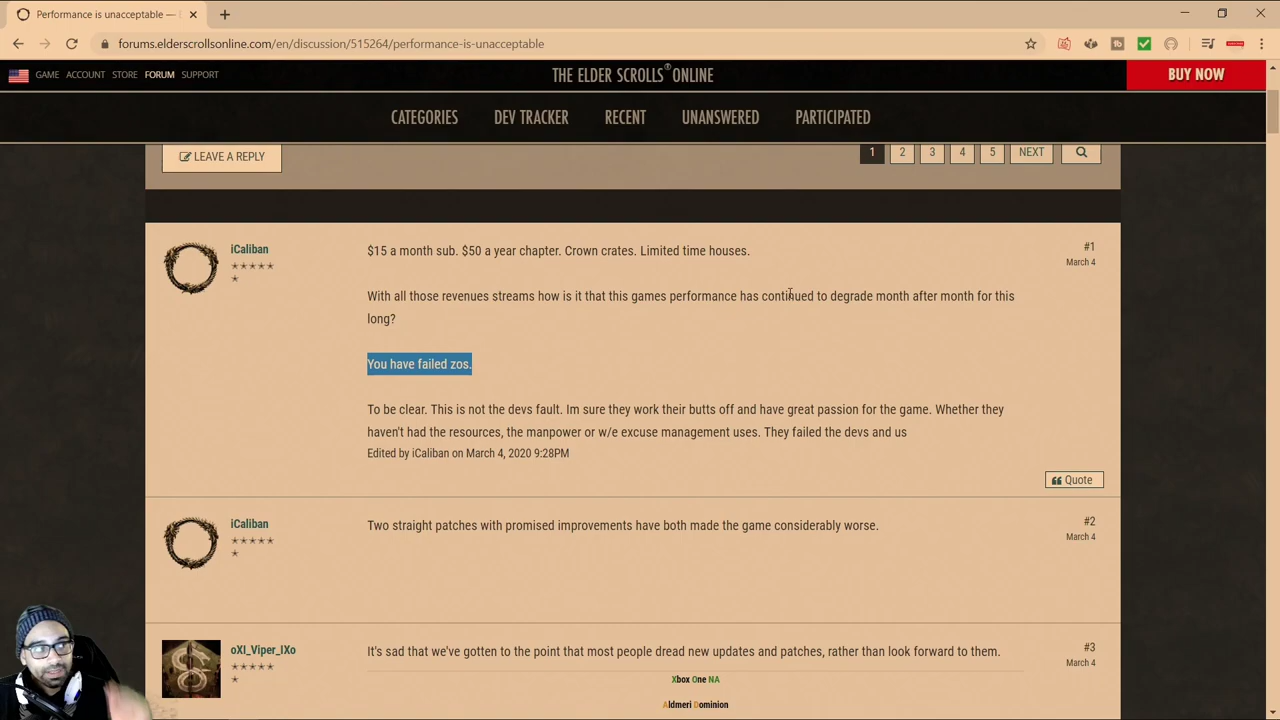 Performance is unacceptable —
forums.elderscrollsonline.com/en/discussion/515264/performance-is-unacceptable
GAME ACCOUNT STORE FORUM SUPPORT
THE ELDER SCROLLS® ONLINE
BUY NOW
CATEGORIES DEV TRACKER RECENT UNANSWERED PARTICIPATED
LEAVE A REPLY
1 2 3 4 5 NEXT
iCaliban
$15 a month sub. $50 a year chapter. Crown crates. Limited time houses.
#1
March 4
With all those revenues streams how is it that this games performance has continued to degrade month after month for this
long?
You have failed zos.
To be clear. This is not the devs fault. Im sure they work their butts off and have great passion for the game. Whether they
haven't had the resources, the manpower or w/e excuse management uses. They failed the devs and us
Edited by iCaliban on March 4, 2020 9:28PM
Quote
iCaliban
Two straight patches with promised improvements have both made the game considerably worse.
#2
March 4
oXI_Viper_IXo
It's sad that we've gotten to the point that most people dread new updates and patches, rather than look forward to them.
#3
March 4
Xbox One NA
Aldmeri Dominion